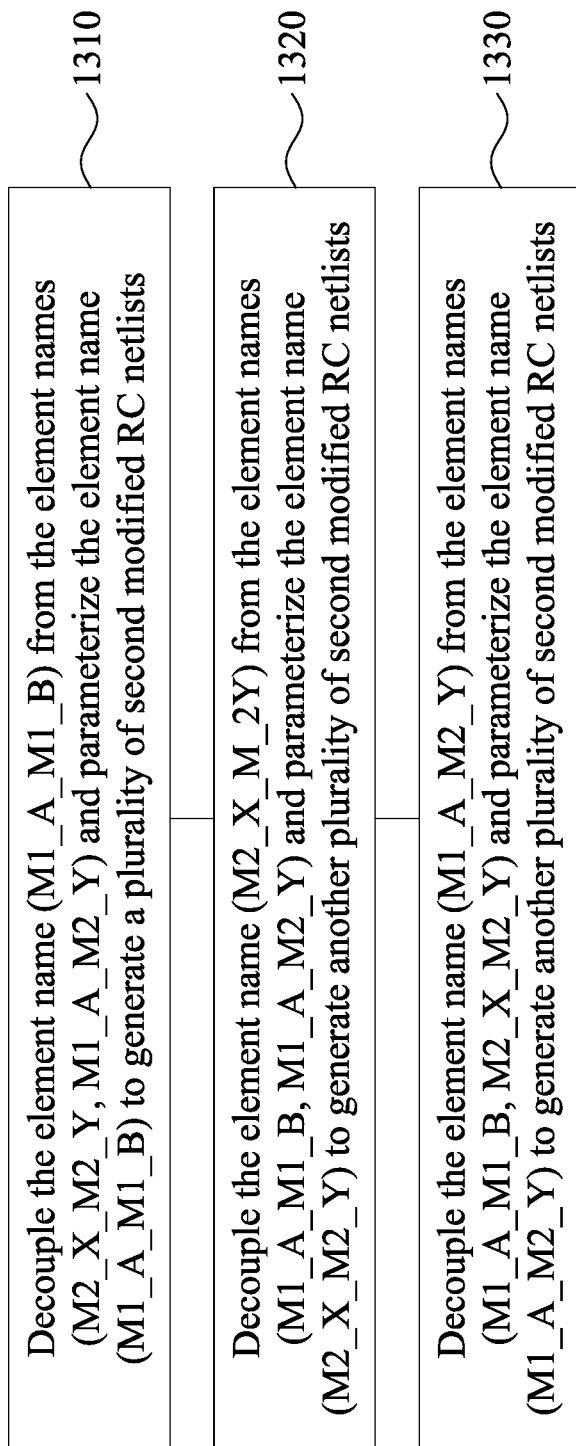 Decouple the element name (M1_A_M1_B) from the element names
(M2_X_M2_Y, M1_A_M2_Y) and parameterize the element name
(M1_A_M1_B) to generate a plurality of second modified RC netlists
1310
Decouple the element name (M2_X_M_2Y) from the element names
(M1_A_M1_B, M1_A_M2_Y) and parameterize the element name
(M2_X_M2_Y) to generate another plurality of second modified RC netlists
1320
Decouple the element name (M1_A_M2_Y) from the element names
(M1_A_M1_B, M2_X_M2_Y) and parameterize the element name
(M1_A_M2_Y) to generate another plurality of second modified RC netlists
1330